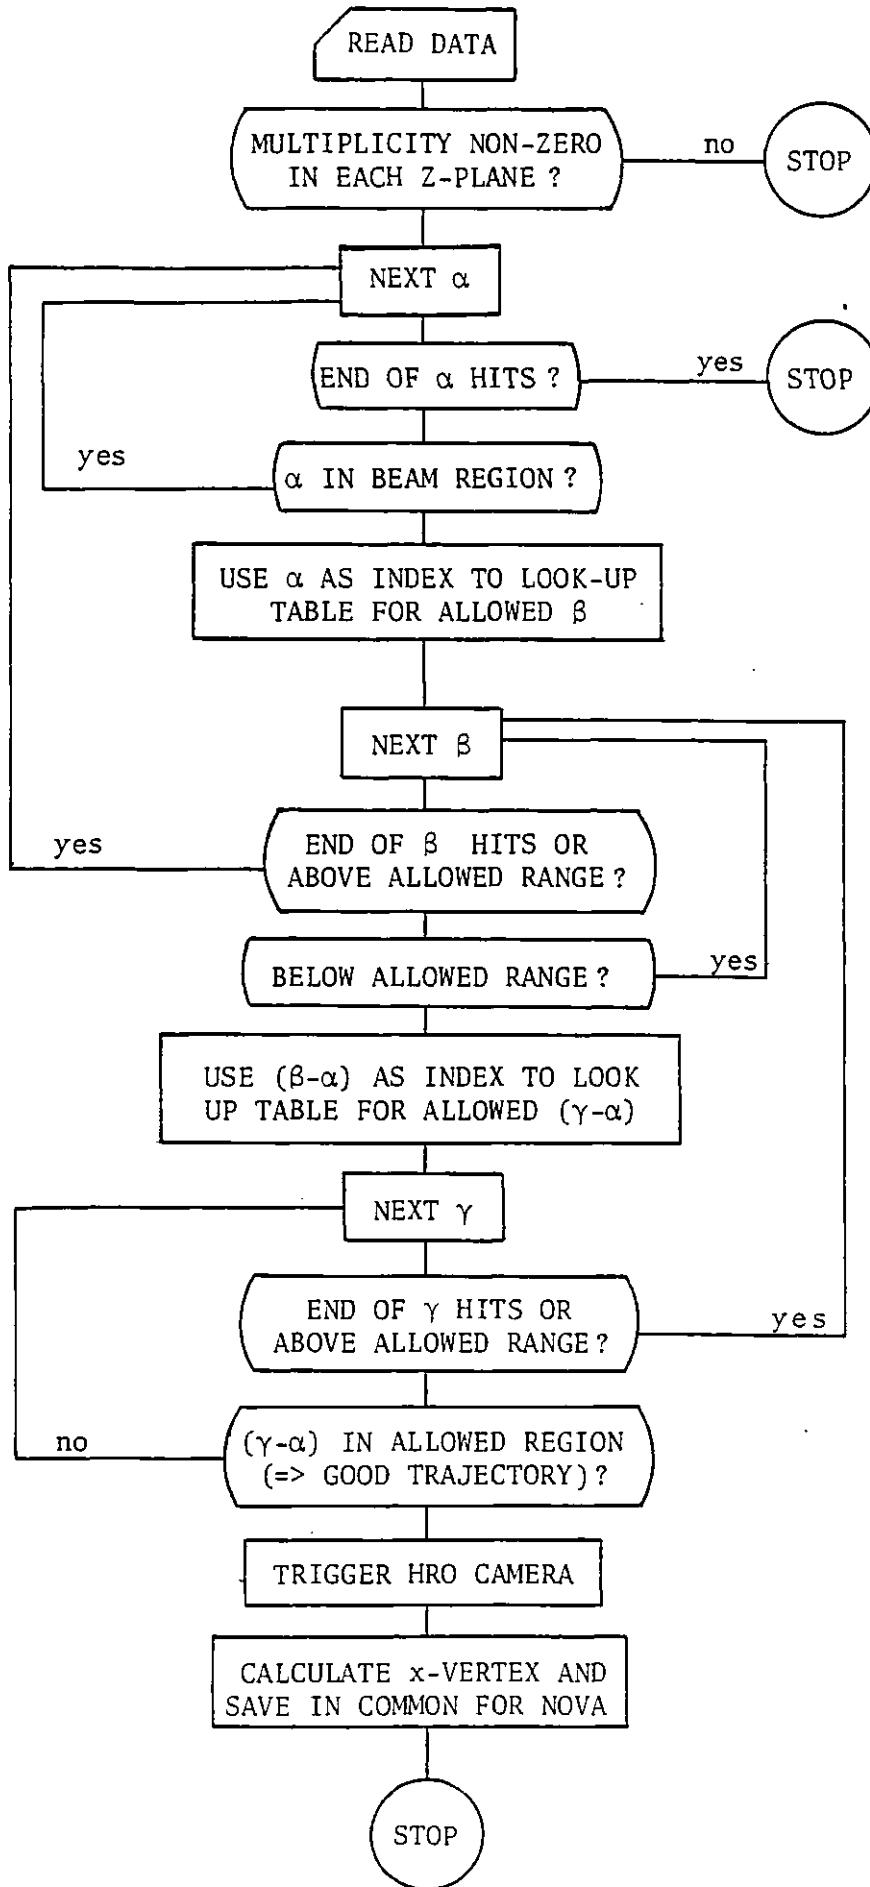 READ DATA
MULTIPLICITY NON-ZERO
IN EACH Z-PLANE ?
no
STOP
NEXT α
END OF α HITS ?
yes
STOP
yes
α IN BEAM REGION ?
USE α AS INDEX TO LOOK-UP
TABLE FOR ALLOWED β
NEXT β
yes
END OF β HITS OR
ABOVE ALLOWED RANGE ?
BELOW ALLOWED RANGE ?
yes
USE (β-α) AS INDEX TO LOOK
UP TABLE FOR ALLOWED (γ-α)
NEXT γ
END OF γ HITS OR
ABOVE ALLOWED RANGE ?
yes
no
(γ-α) IN ALLOWED REGION
(=> GOOD TRAJECTORY) ?
TRIGGER HRO CAMERA
CALCULATE x-VERTEX AND
SAVE IN COMMON FOR NOVA
STOP